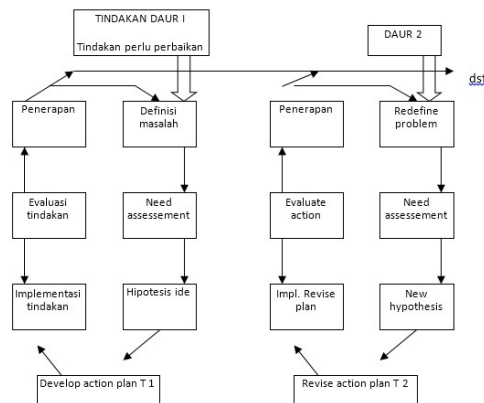 TINDAKAN DAUR I
Tindakan perlu perbaikan
DAUR 2
dst
Penerapan
Definisi
masalah
Penerapan
Redefine
problem
Evaluasi
tindakan
Need
assessement
Evaluate
action
Need
assessement
Implementasi
tindakan
Hipotesis ide
Impl. Revise
plan
New
hypothesis
Develop action plan T 1
Revise action plan T 2